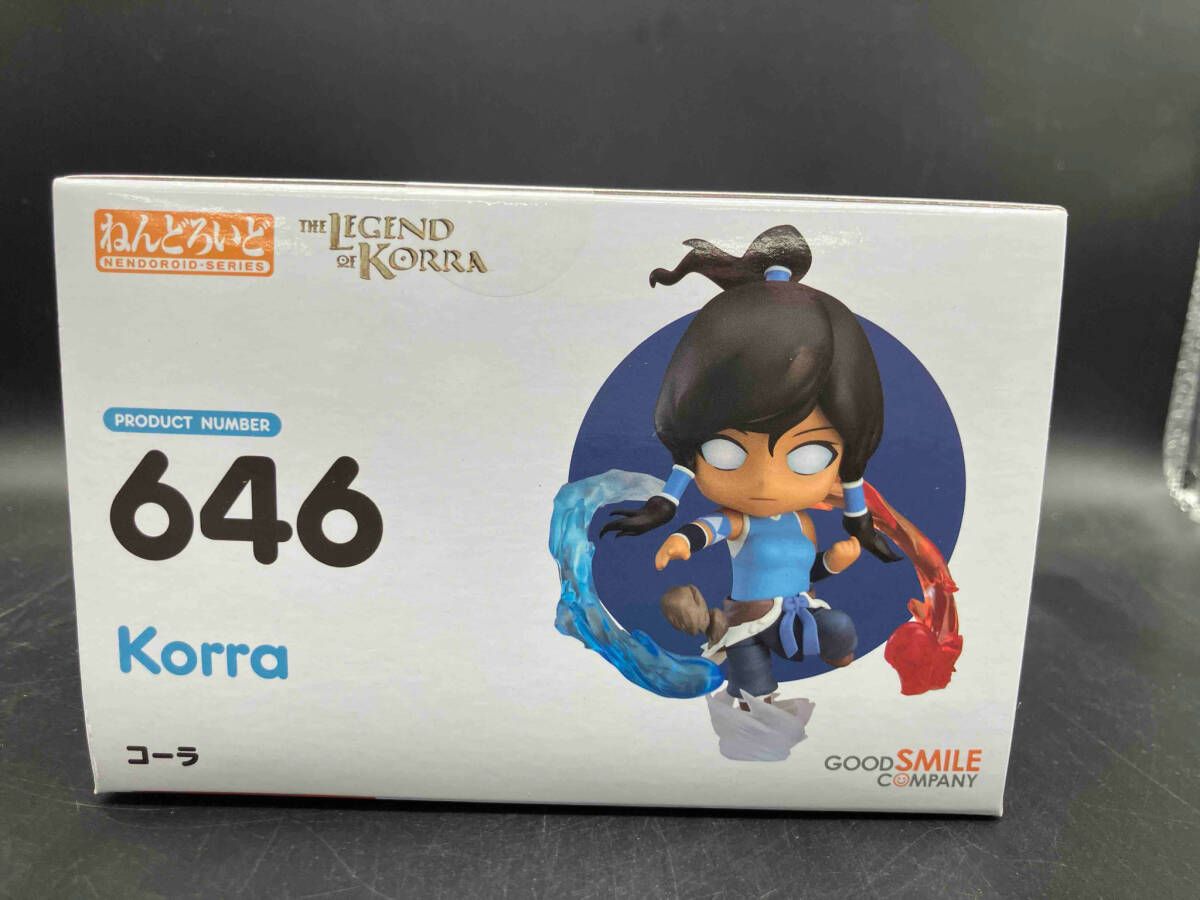 ねんどろいど
NENDOROID-SERIES
THE LEGEND
OF KORRA
PRODUCT NUMBER
646
Korra
コーラ
GOOD SMILE
COMPANY